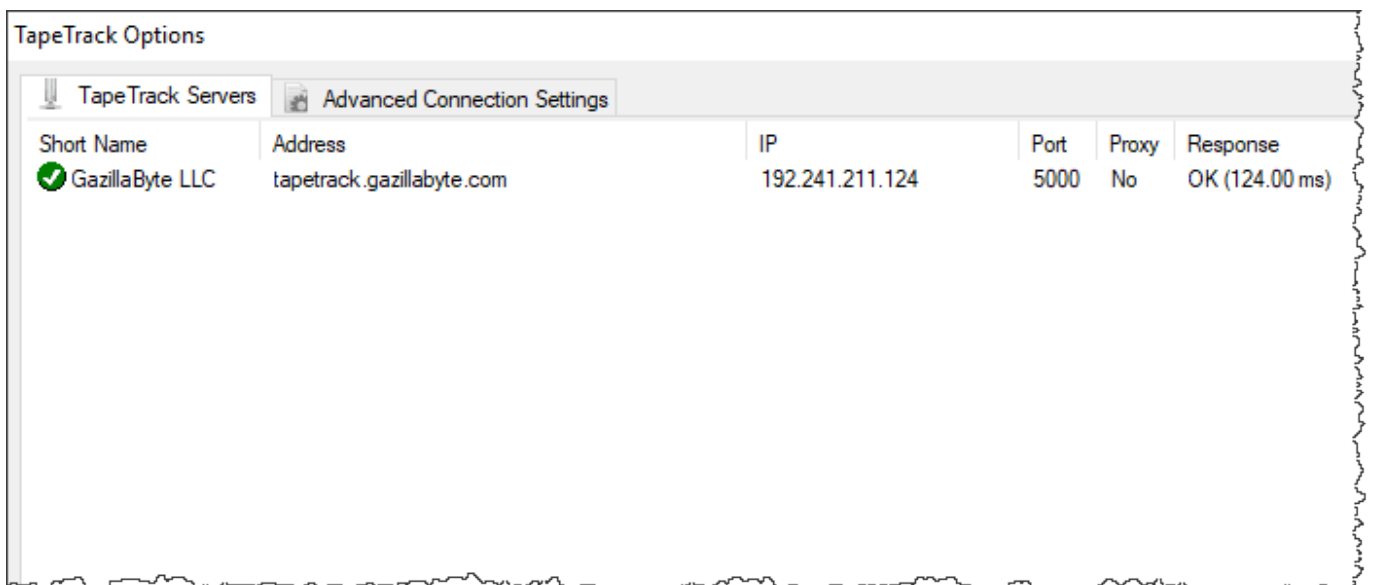 TapeTrack Options
TapeTrack Servers Advanced Connection Settings
Short Name Address IP Port Proxy Response
GazillaByte LLC tapetrack.gazillabyte.com 192.241.211.124 5000 No OK (124.00 ms)